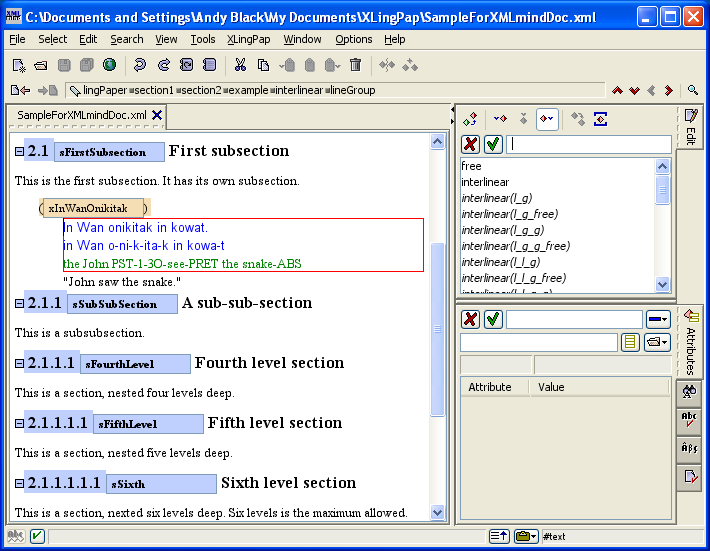 C:\Documents and Settings\Andy Black\My Documents\XLingPap\SampleForXMLmindDoc.xml
File Select Edit Search View Tools XLingPap Window Options Help
lingPaper section1 section2 example interlinear lineGroup
SampleForXMLmindDoc.xml
2.1 sFirstSubsection First subsection
This is the first subsection. It has its own subsection.
( xInWanOnikitak )
In Wan onikitak in kowat.
in Wan o-ni-k-ita-k in kowa-t
the John PST-1-3O-see-PRET the snake-ABS
"John saw the snake."
2.1.1 sSubSubSection A sub-sub-section
This is a subsubsection.
2.1.1.1 sFourthLevel Fourth level section
This is a section, nested four levels deep.
2.1.1.1.1 sFifthLevel Fifth level section
This is a section, nested five levels deep.
2.1.1.1.1.1 sSixth Sixth level section
This is a section, nexted six levels deep. Six levels is the maximum allowed.
Edit
free
interlinear
interlinear(l_g)
interlinear(l_g_free)
interlinear(l_g_g)
interlinear(l_g_g_free)
interlinear(l_l_g)
interlinear(l_l_g_free)
interlinear(l_l_g_g)
Attributes
Attribute Value
Abc
Äβç
abc
#text